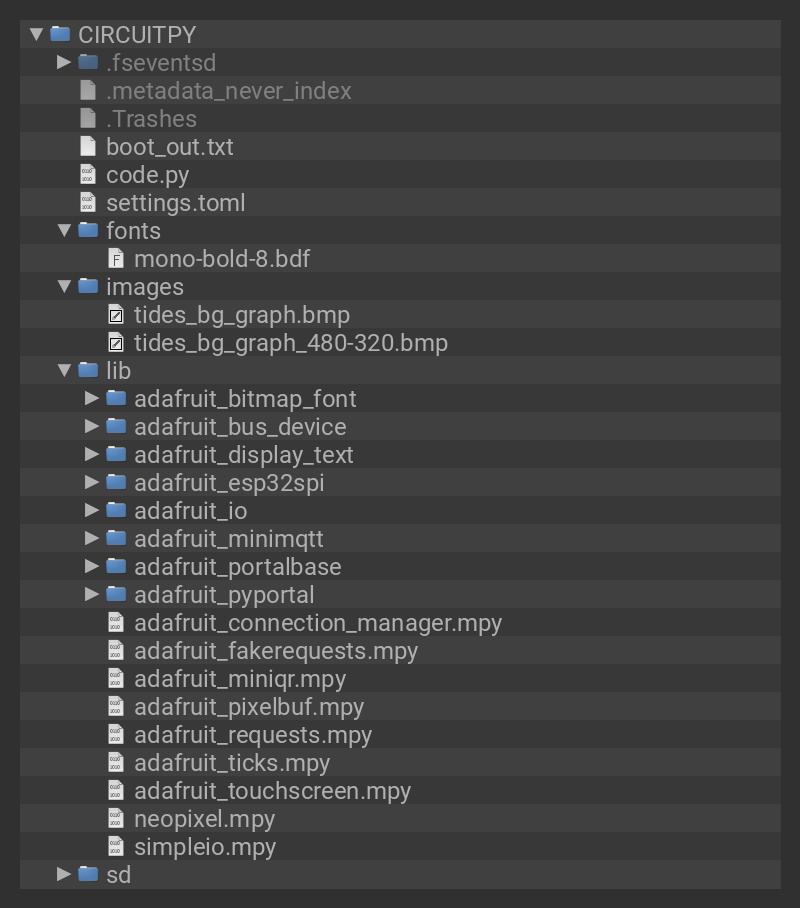 CIRCUITPY
.fseventsd
.metadata_never_index
.Trashes
boot_out.txt
code.py
settings.toml
fonts
mono-bold-8.bdf
images
tides_bg_graph.bmp
tides_bg_graph_480-320.bmp
lib
adafruit_bitmap_font
adafruit_bus_device
adafruit_display_text
adafruit_esp32spi
adafruit_io
adafruit_minimqtt
adafruit_portalbase
adafruit_pyportal
adafruit_connection_manager.mpy
adafruit_fakerequests.mpy
adafruit_miniqr.mpy
adafruit_pixelbuf.mpy
adafruit_requests.mpy
adafruit_ticks.mpy
adafruit_touchscreen.mpy
neopixel.mpy
simpleio.mpy
sd